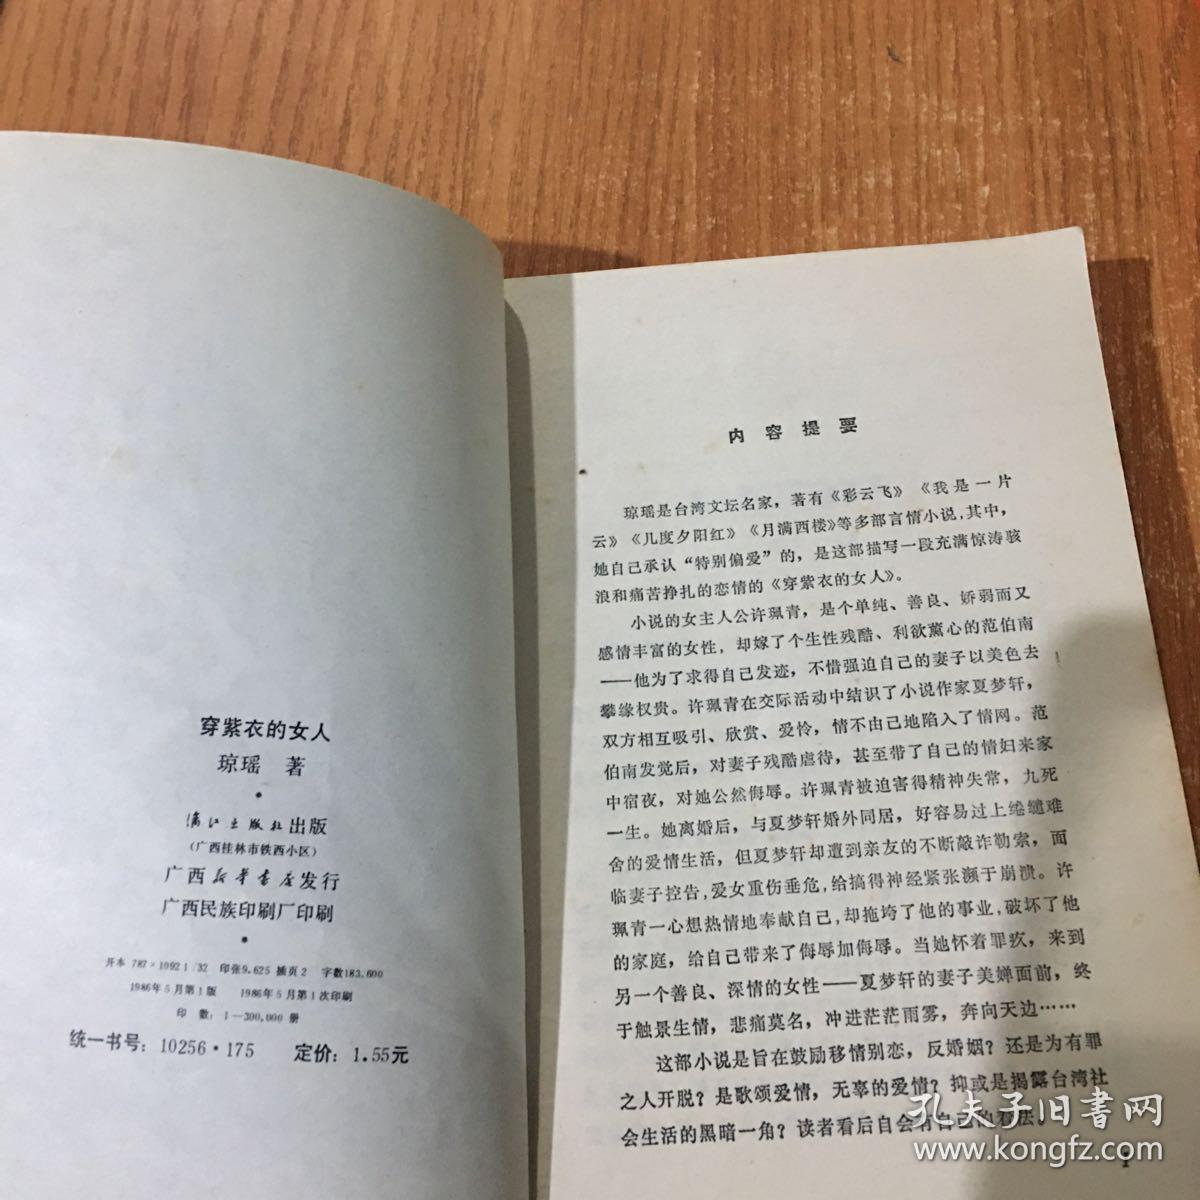 穿紫衣的女人
琼瑶 著
漓江出版社出版
(广西桂林市铁西小区)
广西新华书店发行
广西民族印刷厂印刷
开本 787×1092 1/32 印张9.625 插页2 字数183,600
1986年5月第1版 1986年5月第1次印刷
印数：1—300,000 册
统一书号：10256·175 定价：1.55元
内容提要
琼瑶是台湾文坛名家，著有《彩云飞》《我是一片
云》《几度夕阳红》《月满西楼》等多部言情小说,其中,
她自己承认“特别偏爱”的，是这部描写一段充满惊涛骇
浪和痛苦挣扎的恋情的《穿紫衣的女人》。
小说的女主人公许珮青，是个单纯、善良、娇弱而又
感情丰富的女性，却嫁了个生性残酷、利欲薰心的范伯南
——他为了求得自己发迹，不惜强迫自己的妻子以美色去
攀缘权贵。许珮青在交际活动中结识了小说作家夏梦轩，
双方相互吸引、欣赏、爱怜，情不由己地陷入了情网。范
伯南发觉后，对妻子残酷虐待，甚至带了自己的情妇来家
中宿夜，对她公然侮辱。许珮青被迫害得精神失常，九死
一生。她离婚后，与夏梦轩婚外同居，好容易过上绻缱难
舍的爱情生活，但夏梦轩却遭到亲友的不断敲诈勒索，面
临妻子控告,爱女重伤垂危,给搞得神经紧张濒于崩溃。许
珮青一心想热情地奉献自己,却拖垮了他的事业,破坏了他
的家庭，给自己带来了侮辱加侮辱。当她怀着罪疚，来到
另一个善良、深情的女性——夏梦轩的妻子美婵面前，终
于触景生情，悲痛莫名，冲进茫茫雨雾，奔向天边……
这部小说是旨在鼓励移情别恋，反婚姻？还是为有罪
之人开脱？是歌颂爱情，无辜的爱情？抑或是揭露台湾社
会生活的黑暗一角？读者看后自会有自己的看法。
1
孔夫子旧书网
www.kongfz.com